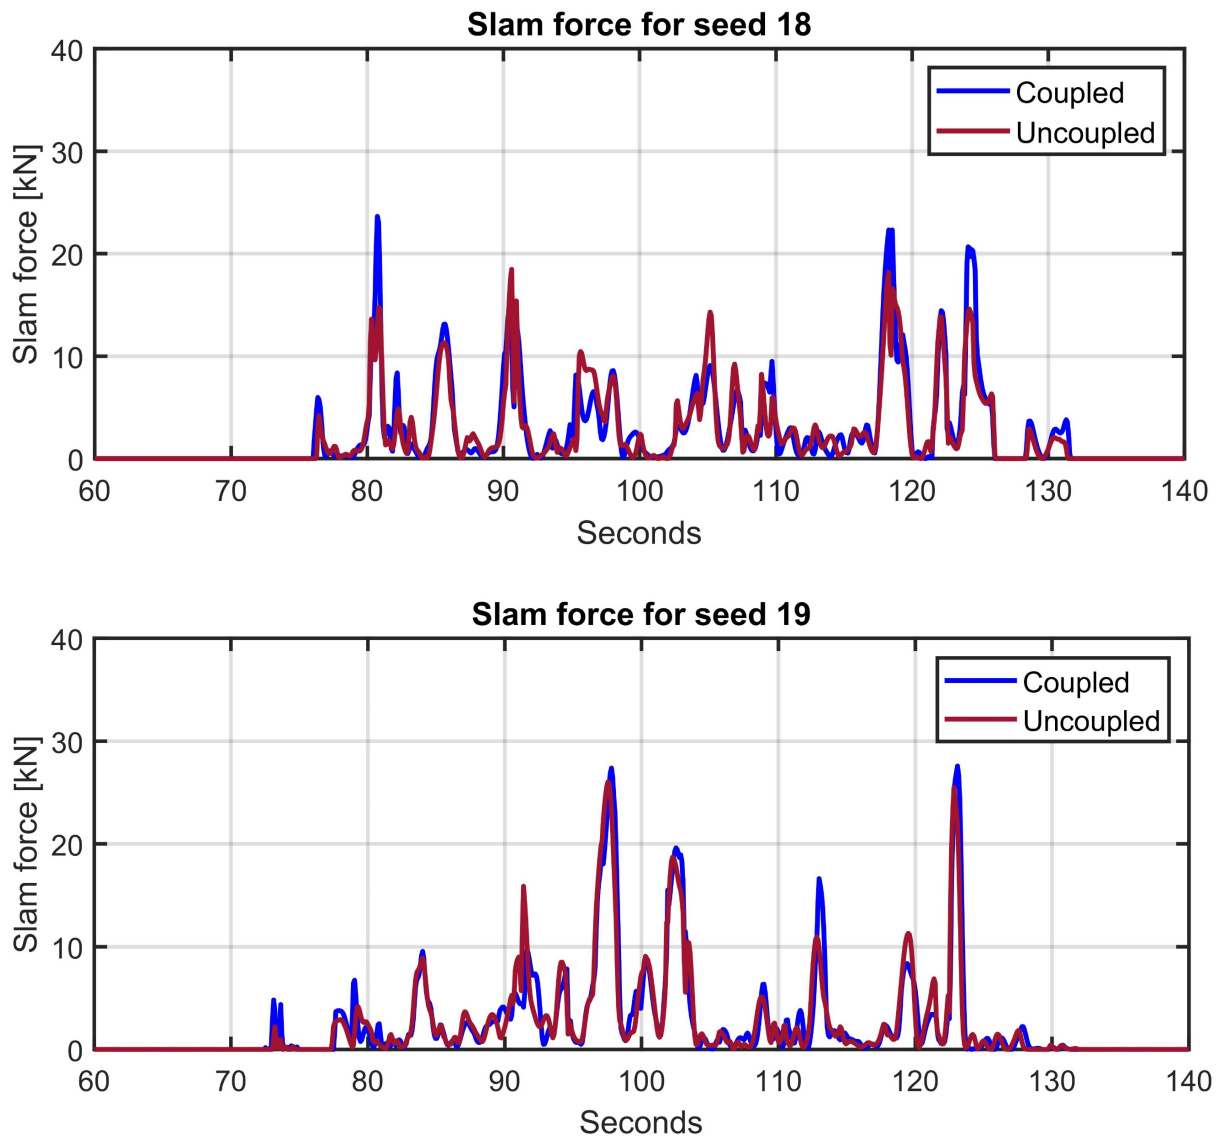 Slam force for seed 18
40
30
20
10
0
Slam force [kN]
Coupled
Uncoupled
60 70 80 90 100 110 120 130 140
Seconds
Slam force for seed 19
40
30
20
10
0
Slam force [kN]
Coupled
Uncoupled
60 70 80 90 100 110 120 130 140
Seconds